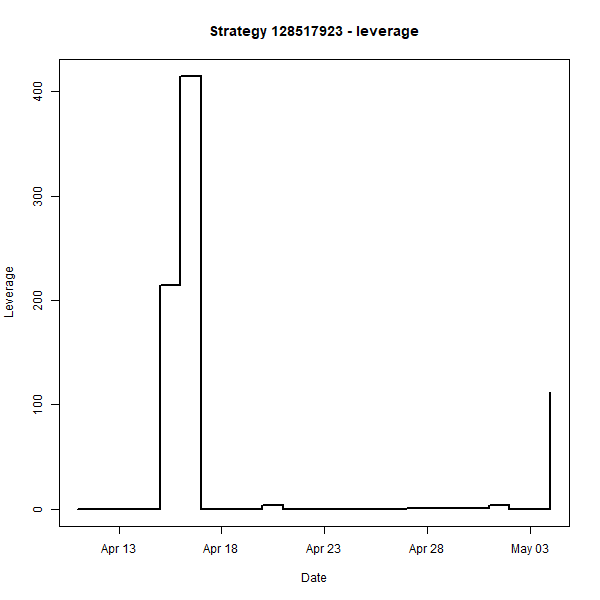 Strategy 128517923 - leverage
Leverage
400
300
200
100
0
Apr 13
Apr 18
Apr 23
Apr 28
May 03
Date